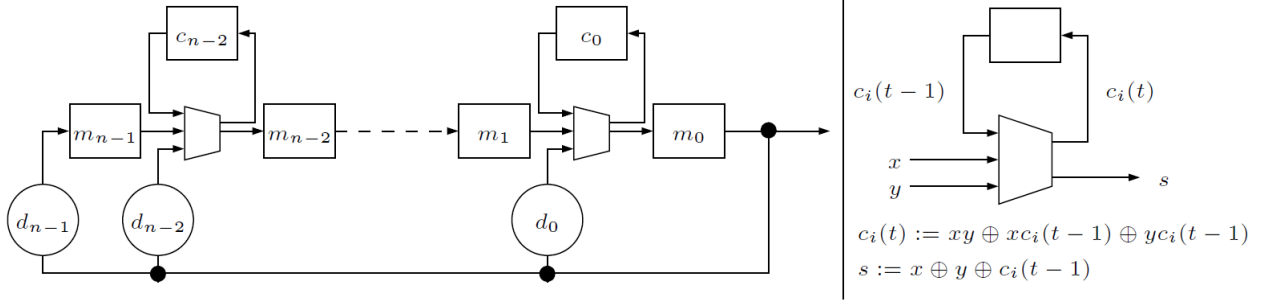 c_{n−2}
c_0
m_{n−1}
m_{n−2}
m_1
m_0
d_{n−1}
d_{n−2}
d_0
c_i(t − 1)
c_i(t)
x
y
s
c_i(t) := xy ⊕ xc_i(t − 1) ⊕ yc_i(t − 1)
s := x ⊕ y ⊕ c_i(t − 1)